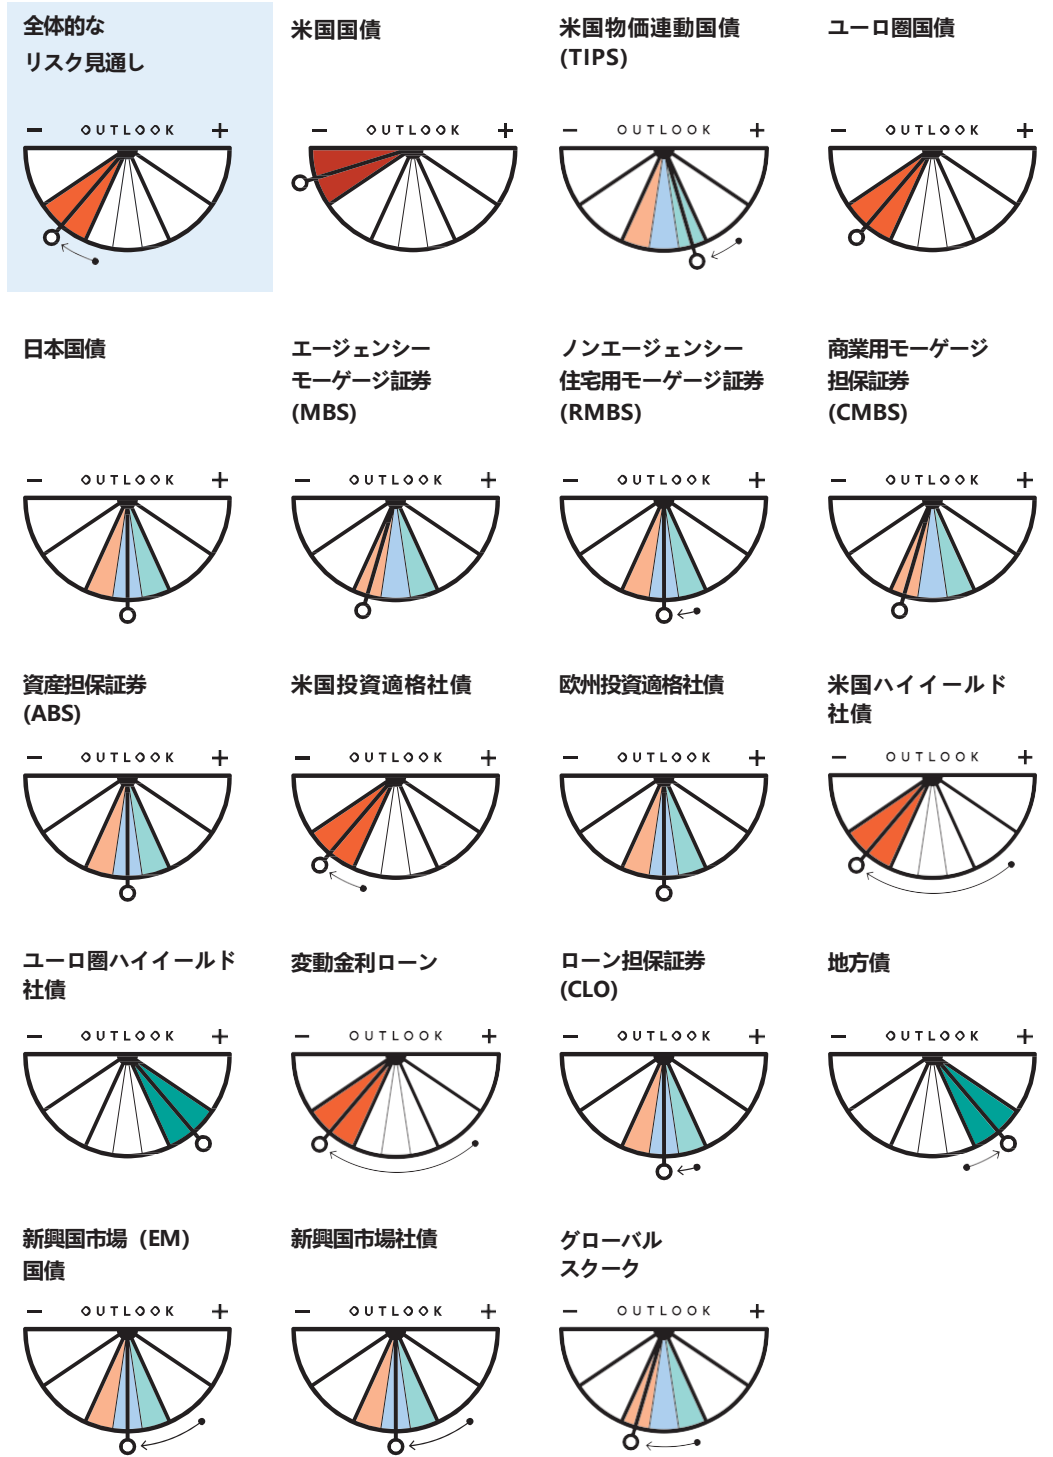 全体的な
リスク見通し
− OUTLOOK +
米国国債
− OUTLOOK +
米国物価連動国債
(TIPS)
− OUTLOOK +
ユーロ圏国債
− OUTLOOK +
日本国債
− OUTLOOK +
エージェンシー
モーゲージ証券
(MBS)
− OUTLOOK +
ノンエージェンシー
住宅用モーゲージ証券
(RMBS)
− OUTLOOK +
商業用モーゲージ
担保証券
(CMBS)
− OUTLOOK +
資産担保証券
(ABS)
− OUTLOOK +
米国投資適格社債
− OUTLOOK +
欧州投資適格社債
− OUTLOOK +
米国ハイイールド
社債
− OUTLOOK +
ユーロ圏ハイイールド
社債
− OUTLOOK +
変動金利ローン
− OUTLOOK +
ローン担保証券
(CLO)
− OUTLOOK +
地方債
− OUTLOOK +
新興国市場（EM）
国債
− OUTLOOK +
新興国市場社債
− OUTLOOK +
グローバル
スクーク
− OUTLOOK +